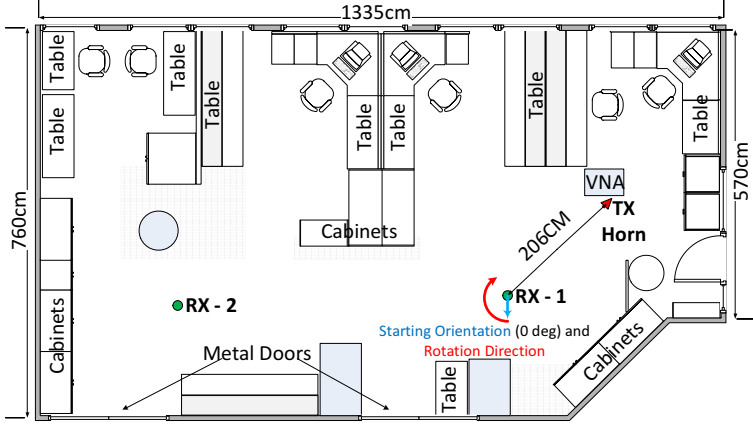 1335cm
Table
Table
Table
Table
Table
Table
Table
VNA
TX
Horn
570cm
760cm
Cabinets
206CM
RX - 1
RX - 2
Starting Orientation (0 deg) and
Rotation Direction
Cabinets
Cabinets
Metal Doors
Table